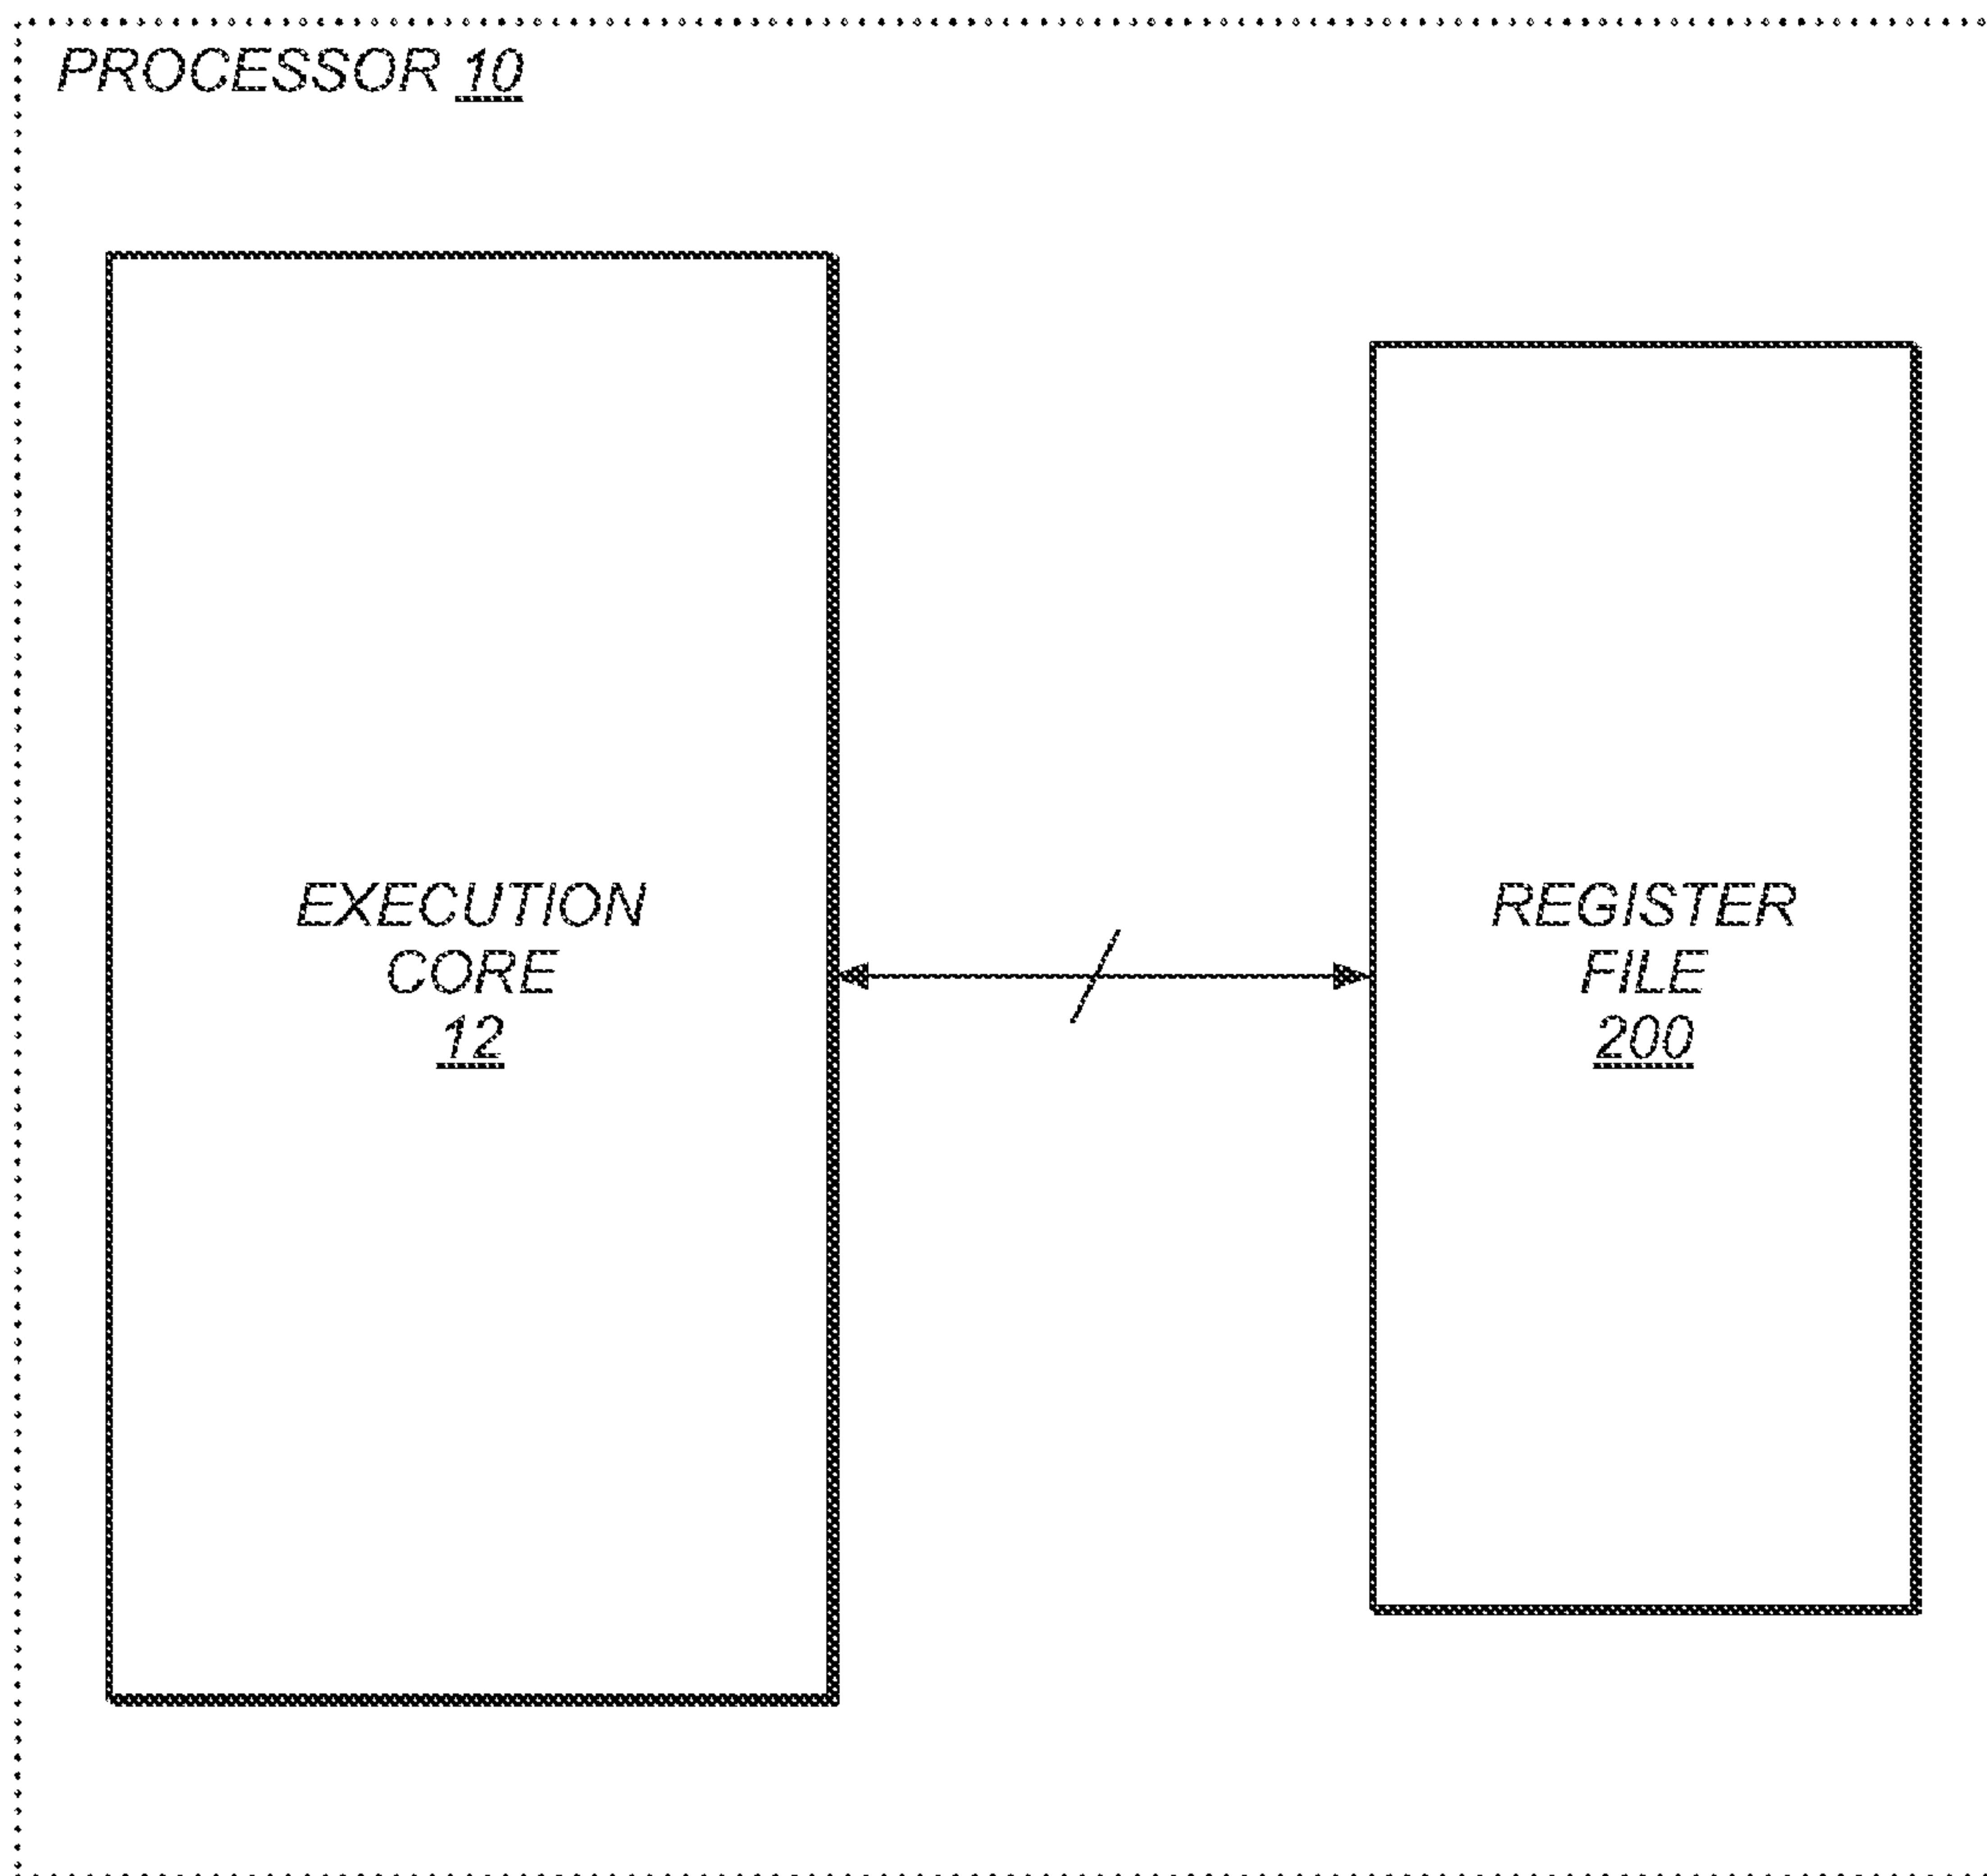 PROCESSOR 10
EXECUTION
CORE
12
REGISTER
FILE
200